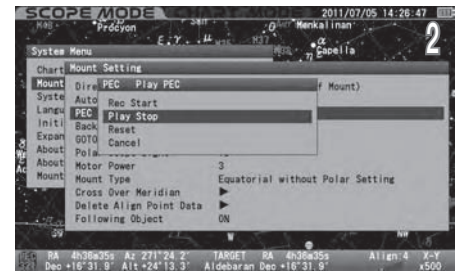 SCOPE MODE
2011/07/05 14:26:47
Procyon
Menkalinan
2
Capella
System Menu
Chart
Mount Setting
Mount
Dire
PEC Play PEC
f Mount)
Syste
Auto
Rec Start
Langu
PEC
Play Stop
Initi
Back
Reset
Expan
GOTO
Cancel
About
Pola
About
Motor Power 3
Mount
Mount Type Equatorial without Polar Setting
Cross Over Meridian ▶
Delete Align Point Data ▶
Following Object ON
RA 4h36m35s Az 271°24.2' TARGET RA 4h36m35s Align:4 X-Y
Dec +16°31.9' Alt +24°13.3' Aldebaran Dec +16°31.9' x500